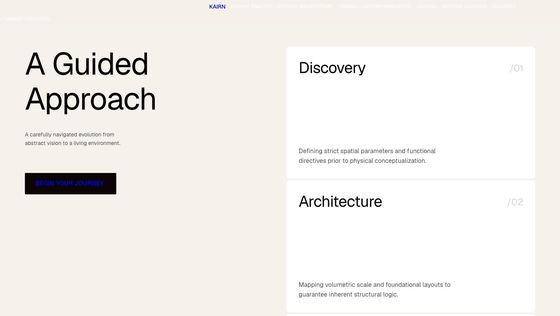 KAIRN
A Guided
Approach
A carefully navigated evolution from
abstract vision to a living environment.
BEGIN YOUR JOURNEY
Discovery
/01
Defining strict spatial parameters and functional
directives prior to physical conceptualization.
Architecture
/02
Mapping volumetric scale and foundational layouts to
guarantee inherent structural logic.